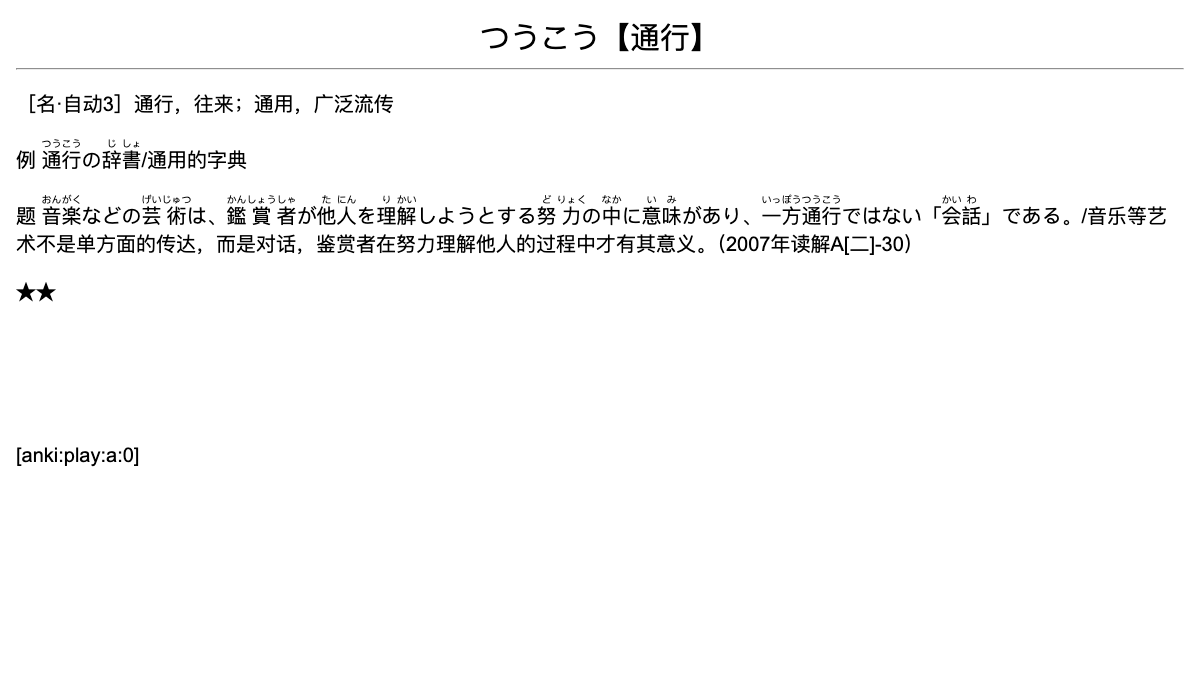 つうこう【通行】
［名·自动3］通行，往来；通用，广泛流传
つうこう じしょ
例 通行の辞書/通用的字典
おんがく げいじゅつ かんしょうしゃ たにん りかい どりょく なか いみ いっぽうつうこう かいわ
题 音楽などの芸術は、鑑賞者が他人を理解しようとする努力の中に意味があり、一方通行ではない「会話」である。/音乐等艺
术不是单方面的传达，而是对话，鉴赏者在努力理解他人的过程中才有其意义。（2007年读解A[二]-30）
★★
[anki:play:a:0]